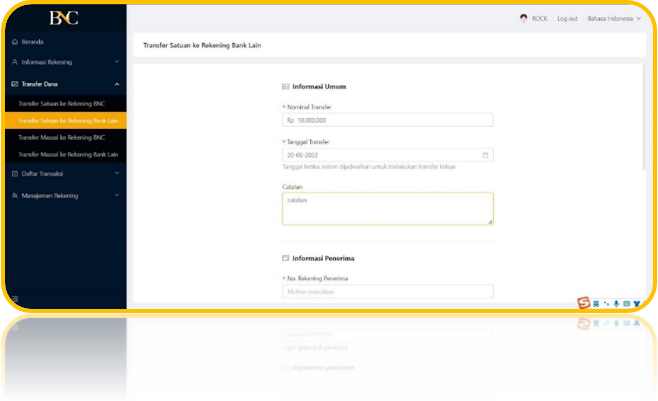 BNC
ROCK Log out Bahasa Indonesia
Beranda
Informasi Rekening
Transfer Dana
Transfer Satuan ke Rekening BNC
Transfer Satuan ke Rekening Bank Lain
Transfer Massal ke Rekening BNC
Transfer Massal ke Rekening Bank Lain
Daftar Transaksi
Manajemen Rekening
Transfer Satuan ke Rekening Bank Lain
Informasi Umum
* Nominal Transfer
Rp 10.000.000
* Tanggal Transfer
20-08-2022
Tanggal ketika sistem dijadwalkan untuk melakukan transfer keluar
Catatan
catatan
Informasi Penerima
* No. Rekening Penerima
Mohon masukkan
S 英